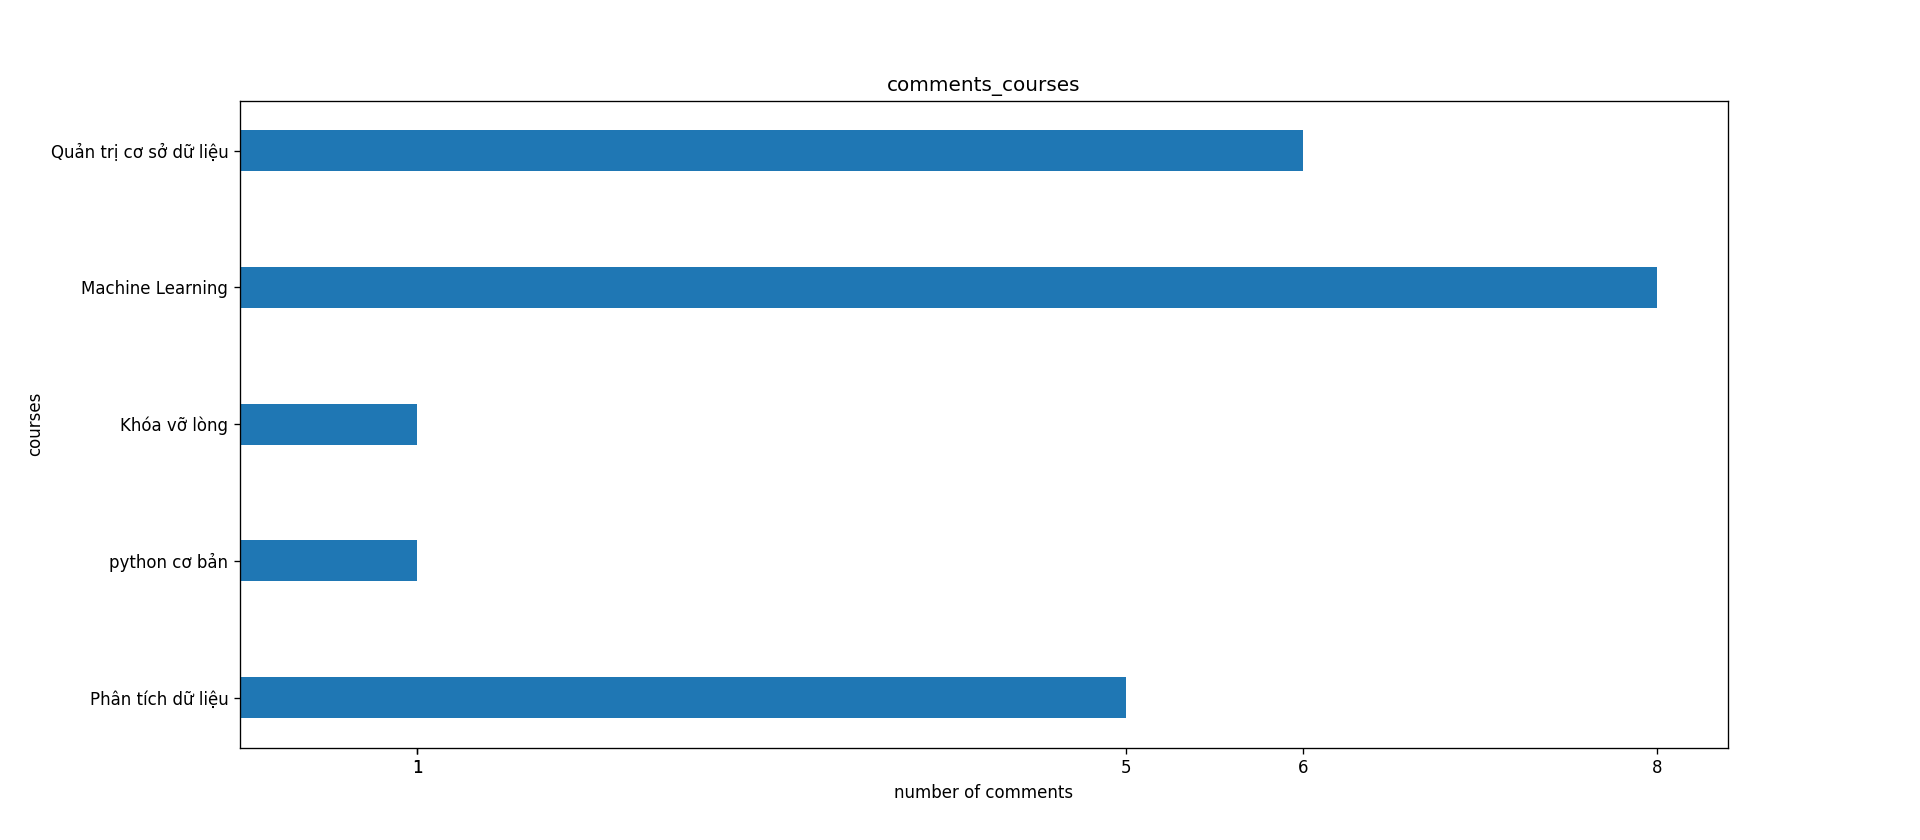 comments_courses
Quản trị cơ sở dữ liệu
Machine Learning
Khóa vỡ lòng
python cơ bản
Phân tích dữ liệu
courses
1 5 6 8
number of comments